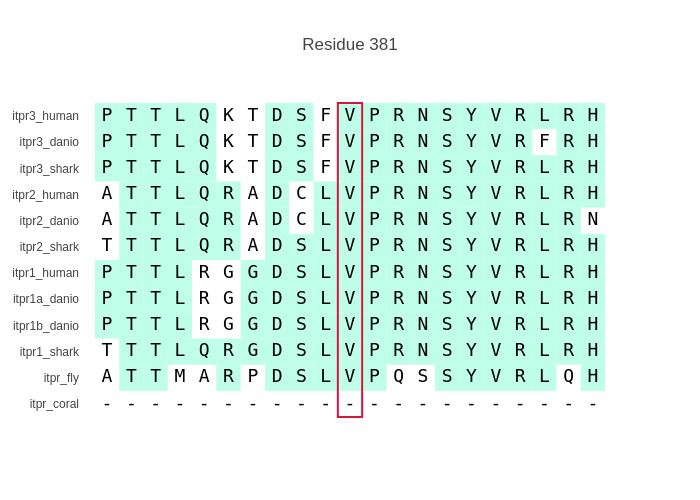 Residue 381
itpr3_human P T T L Q K T D S F V P R N S Y V R L R H
itpr3_danio P T T L Q K T D S F V P R N S Y V R F R H
itpr3_shark P T T L Q K T D S F V P R N S Y V R L R H
itpr2_human A T T L Q R A D C L V P R N S Y V R L R H
itpr2_danio A T T L Q R A D C L V P R N S Y V R L R N
itpr2_shark T T T L Q R A D S L V P R N S Y V R L R H
itpr1_human P T T L R G G D S L V P R N S Y V R L R H
itpr1a_danio P T T L R G G D S L V P R N S Y V R L R H
itpr1b_danio P T T L R G G D S L V P R N S Y V R L R H
itpr1_shark T T T L Q R G D S L V P R N S Y V R L R H
itpr_fly A T T M A R P D S L V P Q S S Y V R L Q H
itpr_coral - - - - - - - - - - - - - - - - - - - - -